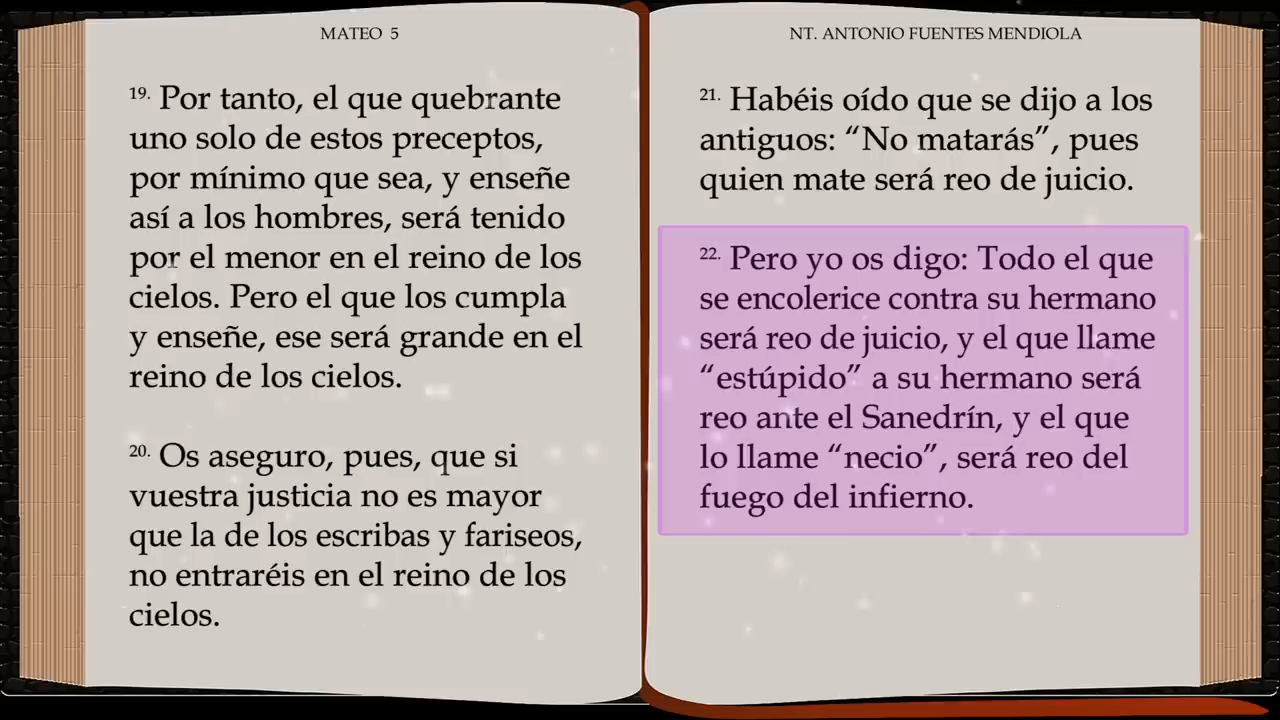 MATEO 5
19. Por tanto, el que quebrante
uno solo de estos preceptos,
por mínimo que sea, y enseñe
así a los hombres, será tenido
por el menor en el reino de los
cielos. Pero el que los cumpla
y enseñe, ese será grande en el
reino de los cielos.
20. Os aseguro, pues, que si
vuestra justicia no es mayor
que la de los escribas y fariseos,
no entraréis en el reino de los
cielos.
NT. ANTONIO FUENTES MENDIOLA
21. Habéis oído que se dijo a los
antiguos: “No matarás”, pues
quien mate será reo de juicio.
22. Pero yo os digo: Todo el que
se encolerice contra su hermano
será reo de juicio, y el que llame
“estúpido” a su hermano será
reo ante el Sanedrín, y el que
lo llame “necio”, será reo del
fuego del infierno.